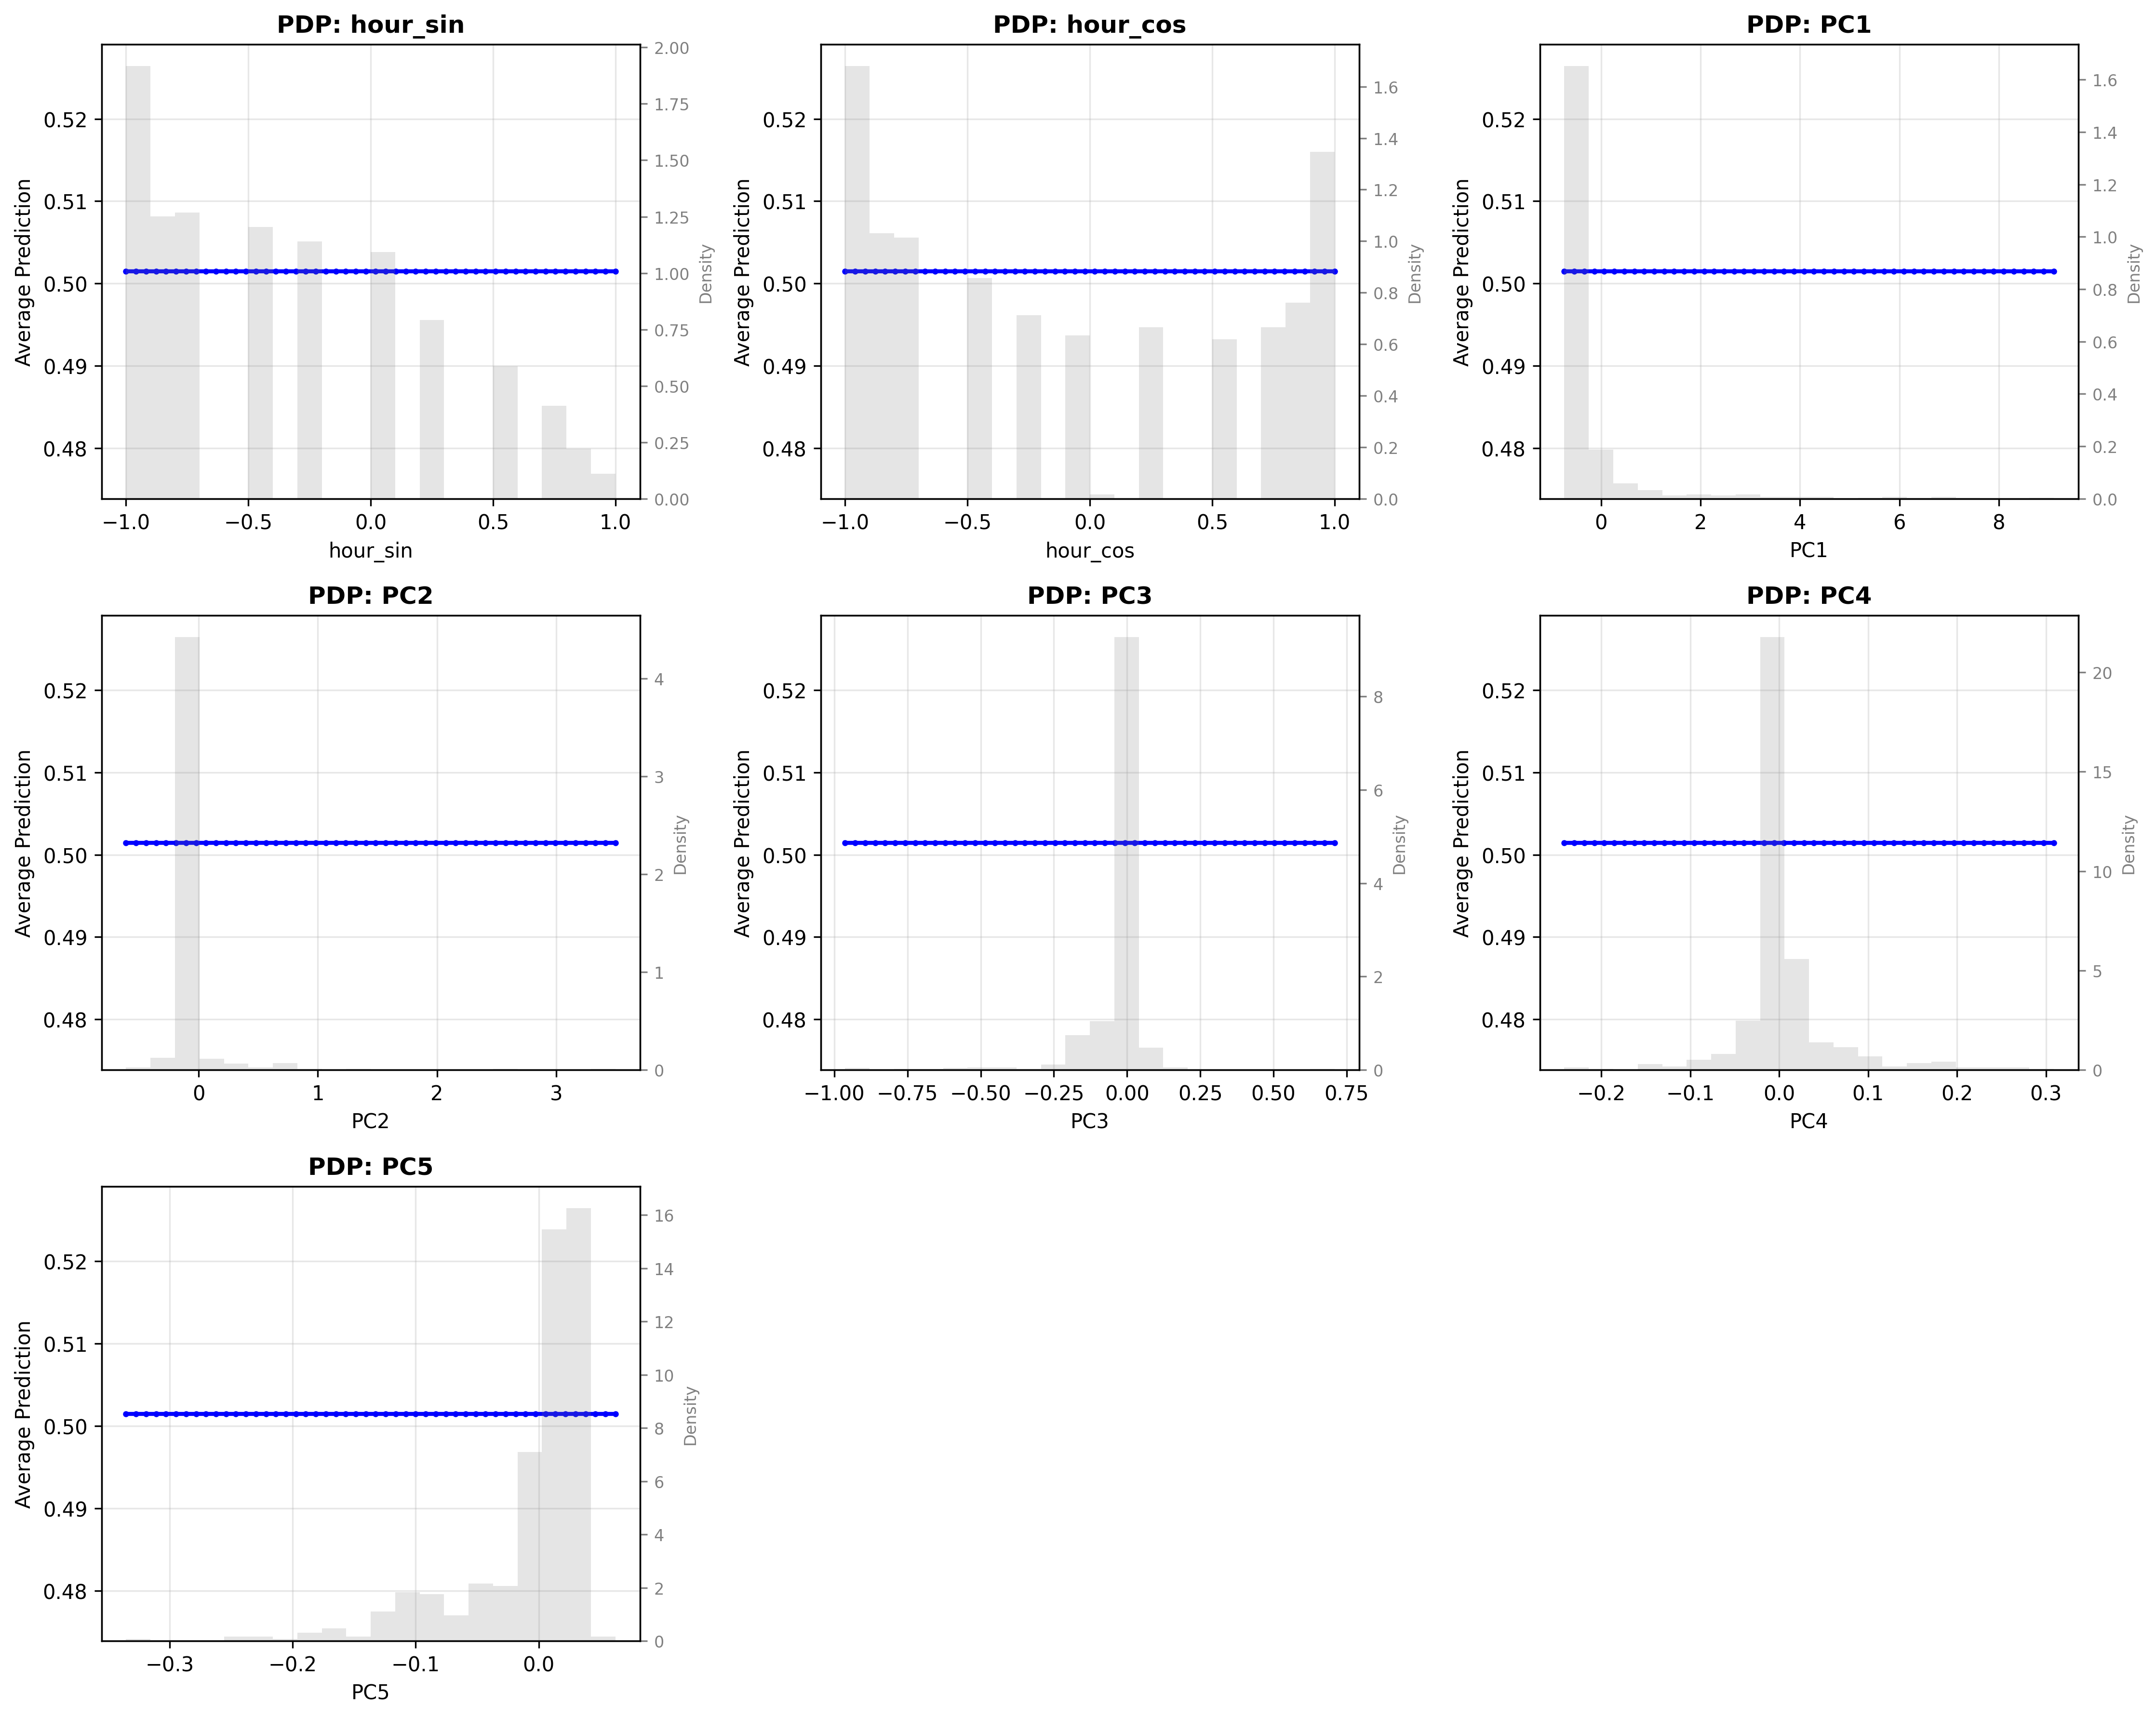 PDP: hour_sin
Average Prediction
0.52
0.51
0.50
0.49
0.48
2.00
1.75
1.50
1.25
1.00
0.75
0.50
0.25
0.00
Density
−1.0 −0.5 0.0 0.5 1.0
hour_sin
PDP: hour_cos
Average Prediction
0.52
0.51
0.50
0.49
0.48
1.6
1.4
1.2
1.0
0.8
0.6
0.4
0.2
0.0
Density
−1.0 −0.5 0.0 0.5 1.0
hour_cos
PDP: PC1
Average Prediction
0.52
0.51
0.50
0.49
0.48
1.6
1.4
1.2
1.0
0.8
0.6
0.4
0.2
0.0
Density
0 2 4 6 8
PC1
PDP: PC2
Average Prediction
0.52
0.51
0.50
0.49
0.48
4
3
2
1
0
Density
0 1 2 3
PC2
PDP: PC3
Average Prediction
0.52
0.51
0.50
0.49
0.48
8
6
4
2
0
Density
−1.00 −0.75 −0.50 −0.25 0.00 0.25 0.50 0.75
PC3
PDP: PC4
Average Prediction
0.52
0.51
0.50
0.49
0.48
20
15
10
5
0
Density
−0.2 −0.1 0.0 0.1 0.2 0.3
PC4
PDP: PC5
Average Prediction
0.52
0.51
0.50
0.49
0.48
16
14
12
10
8
6
4
2
0
Density
−0.3 −0.2 −0.1 0.0
PC5